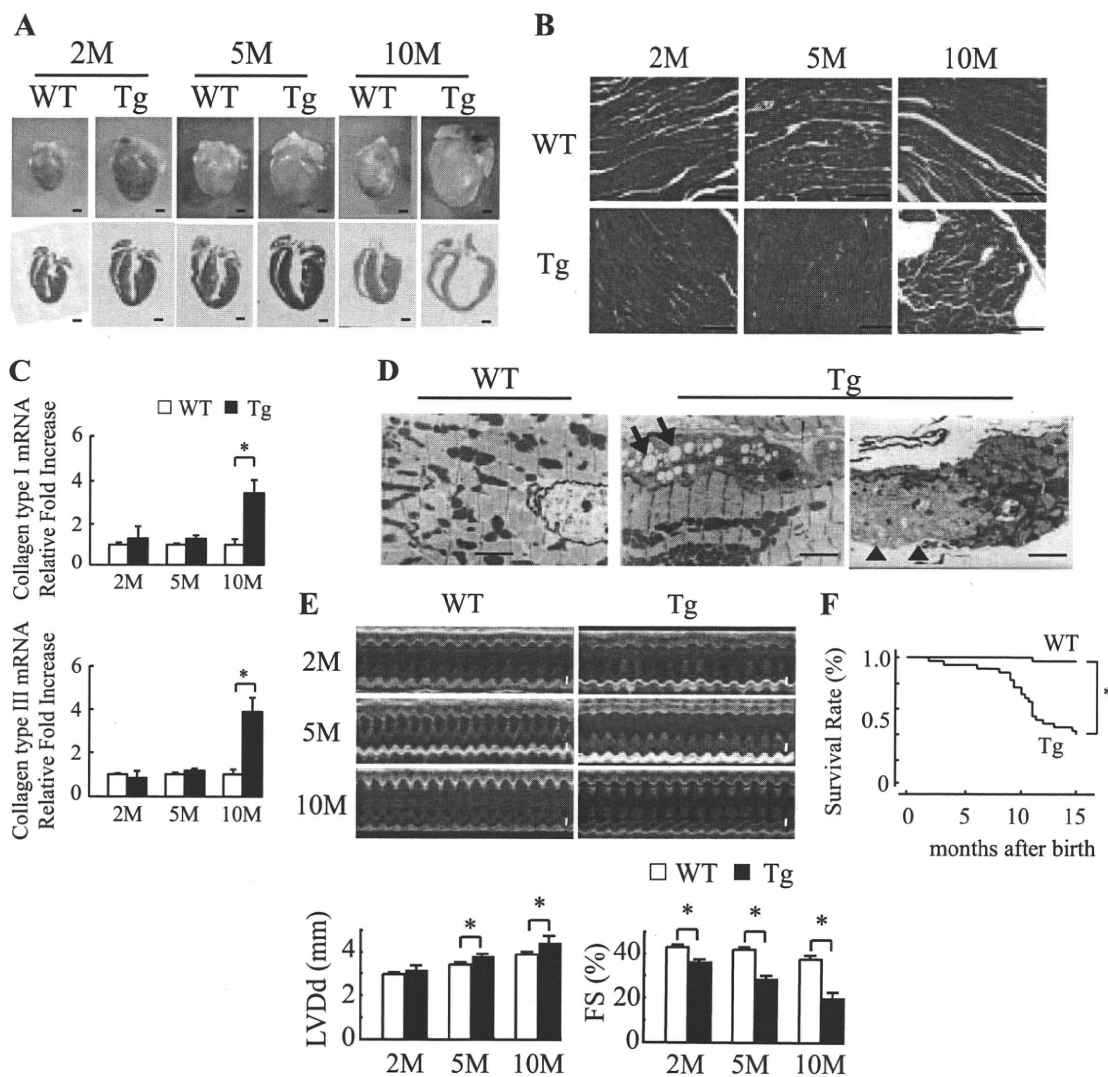 A
2M 5M 10M
WT Tg WT Tg WT Tg
B
2M 5M 10M
WT
Tg
C
WT Tg
Collagen type I mRNA
Relative Fold Increase
6
4
2
0
*
2M 5M 10M
Collagen type III mRNA
Relative Fold Increase
6
4
2
0
*
2M 5M 10M
D
WT Tg
E
WT Tg
2M
5M
10M
WT Tg
LVDd (mm)
4
2
0
* *
2M 5M 10M
FS (%)
40
20
0
* * *
2M 5M 10M
F
Survival Rate (%)
1.0
0.5
0
WT
Tg
*
0 5 10 15
months after birth